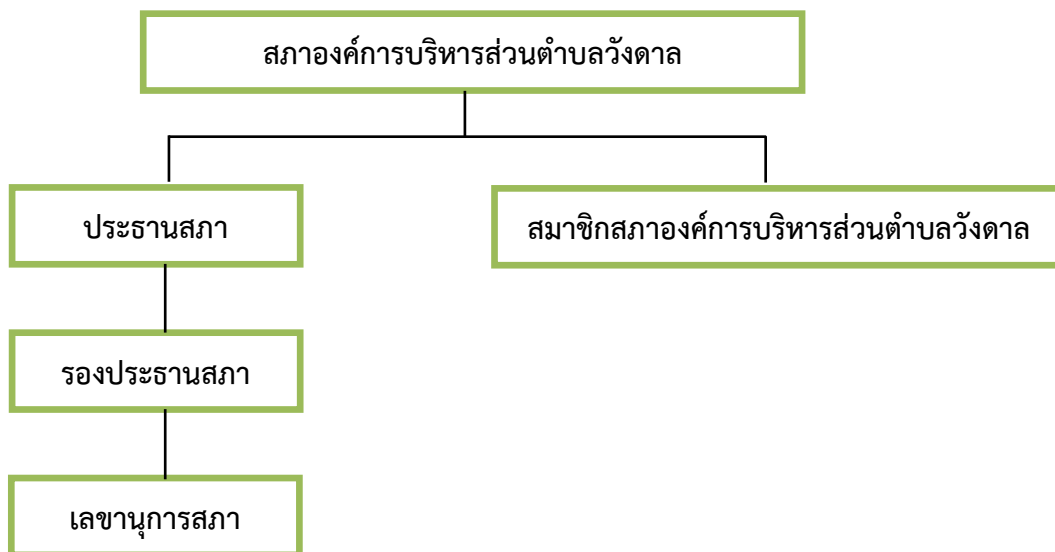 สภาองค์การบริหารส่วนตำบลวังดาล
ประธานสภา
สมาชิกสภาองค์การบริหารส่วนตำบลวังดาล
รองประธานสภา
เลขานุการสภา